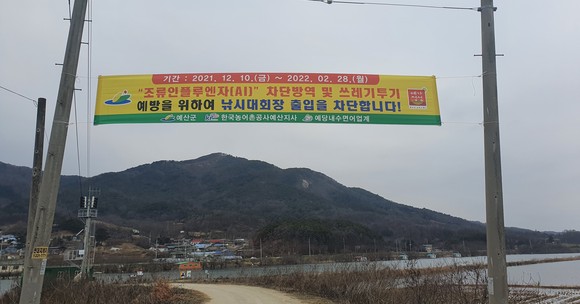 기간 : 2021. 12. 10.(금) ~ 2022. 02. 28.(월)
"조류인플루엔자(AI)" 차단방역 및 쓰레기투기
예방을 위하여 낚시대회장 출입을 차단합니다!
예산군 한국농어촌공사예산지사 예당내수면어업계